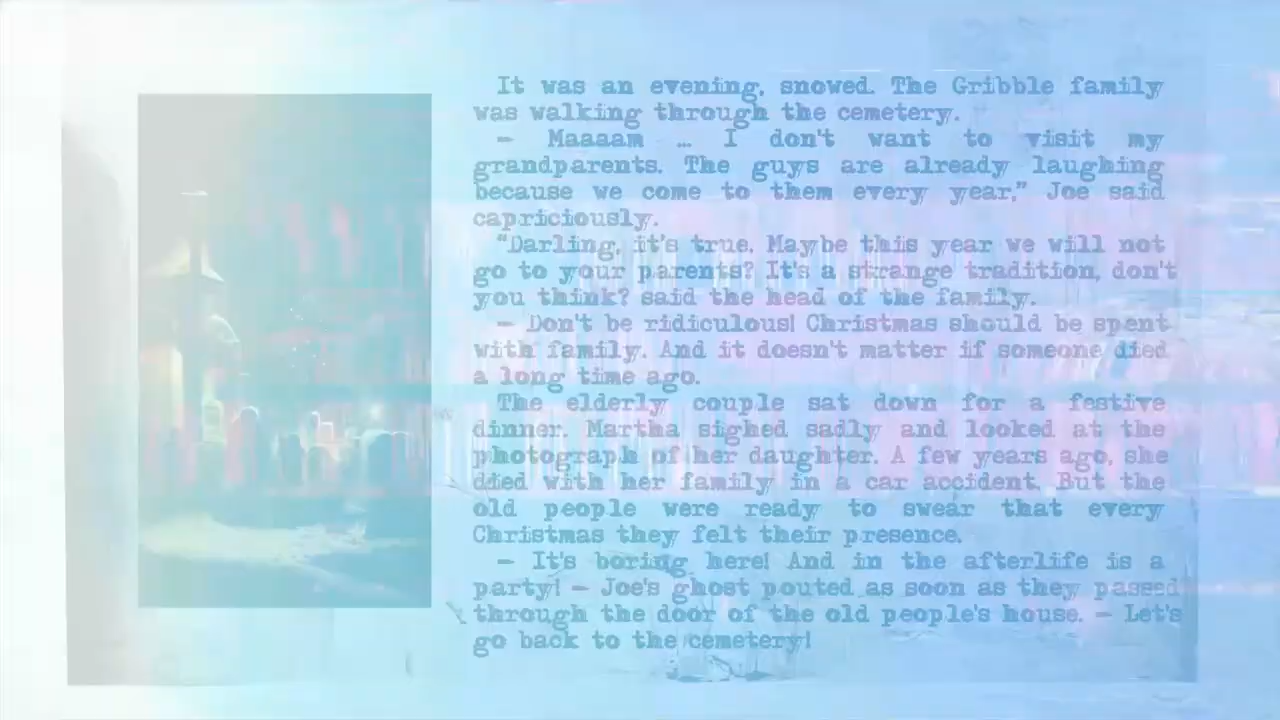 It was an evening, snowed. The Gribble family
was walking through the cemetery.
— Maaaam ... I don't want to visit my
grandparents. The guys are already laughing
because we come to them every year," Joe said
capriciously.
"Darling, it's true. Maybe this year we will not
go to your parents? It's a strange tradition, don't
you think? said the head of the family.
— Don't be ridiculous! Christmas should be spent
with family. And it doesn't matter if someone died
a long time ago.
The elderly couple sat down for a festive
dinner. Martha sighed sadly and looked at the
photograph of her daughter. A few years ago, she
died with her family in a car accident. But the
old people were ready to swear that every
Christmas they felt their presence.
— It's boring here! And in the afterlife is a
party! — Joe's ghost pouted as soon as they passed
through the door of the old people's house. — Let's
go back to the cemetery!